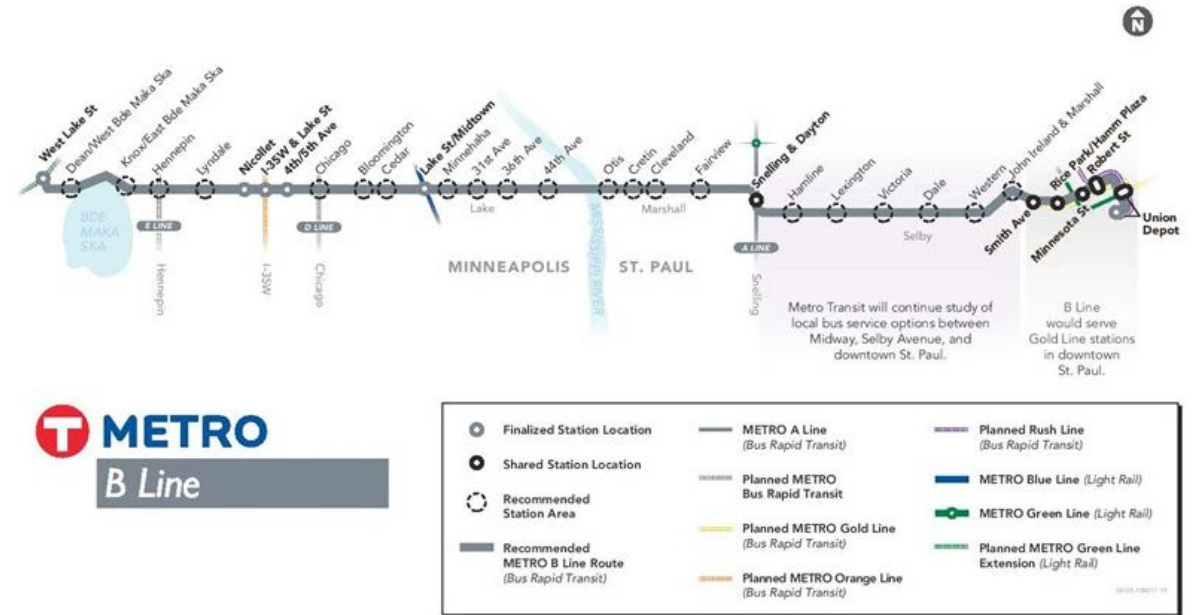 N
West Lake St
Dean/West Bde Maka Ska
Knox/East Bde Maka Ska
Hennepin
Lyndale
Nicollet
I-35W & Lake St
4th/5th Ave
Chicago
Bloomington
Cedar
Lake St/Midtown
Minnehaha
31st Ave
36th Ave
44th Ave
Otis
Cretin
Cleveland
Fairview
Snelling & Dayton
Hamline
Lexington
Victoria
Dale
Western
John Ireland & Marshall
Smith Ave
Rice Park/Hamm Plaza
Minnesota St
Robert St
Union
Depot
BDE
MAKA
SKA
E LINE
Hennepin
I-35W
D LINE
Chicago
Lake
MISSISSIPPI RIVER
Marshall
A LINE
Snelling
Selby
MINNEAPOLIS
ST. PAUL
Metro Transit will continue study of
local bus service options between
Midway, Selby Avenue, and
downtown St. Paul.
B Line
would serve
Gold Line stations
in downtown
St. Paul.
T METRO
B Line
Finalized Station Location
Shared Station Location
Recommended
Station Area
Recommended
METRO B Line Route
(Bus Rapid Transit)
METRO A Line
(Bus Rapid Transit)
Planned METRO
Bus Rapid Transit
Planned METRO Gold Line
(Bus Rapid Transit)
Planned METRO Orange Line
(Bus Rapid Transit)
Planned Rush Line
(Bus Rapid Transit)
METRO Blue Line (Light Rail)
METRO Green Line (Light Rail)
Planned METRO Green Line
Extension (Light Rail)